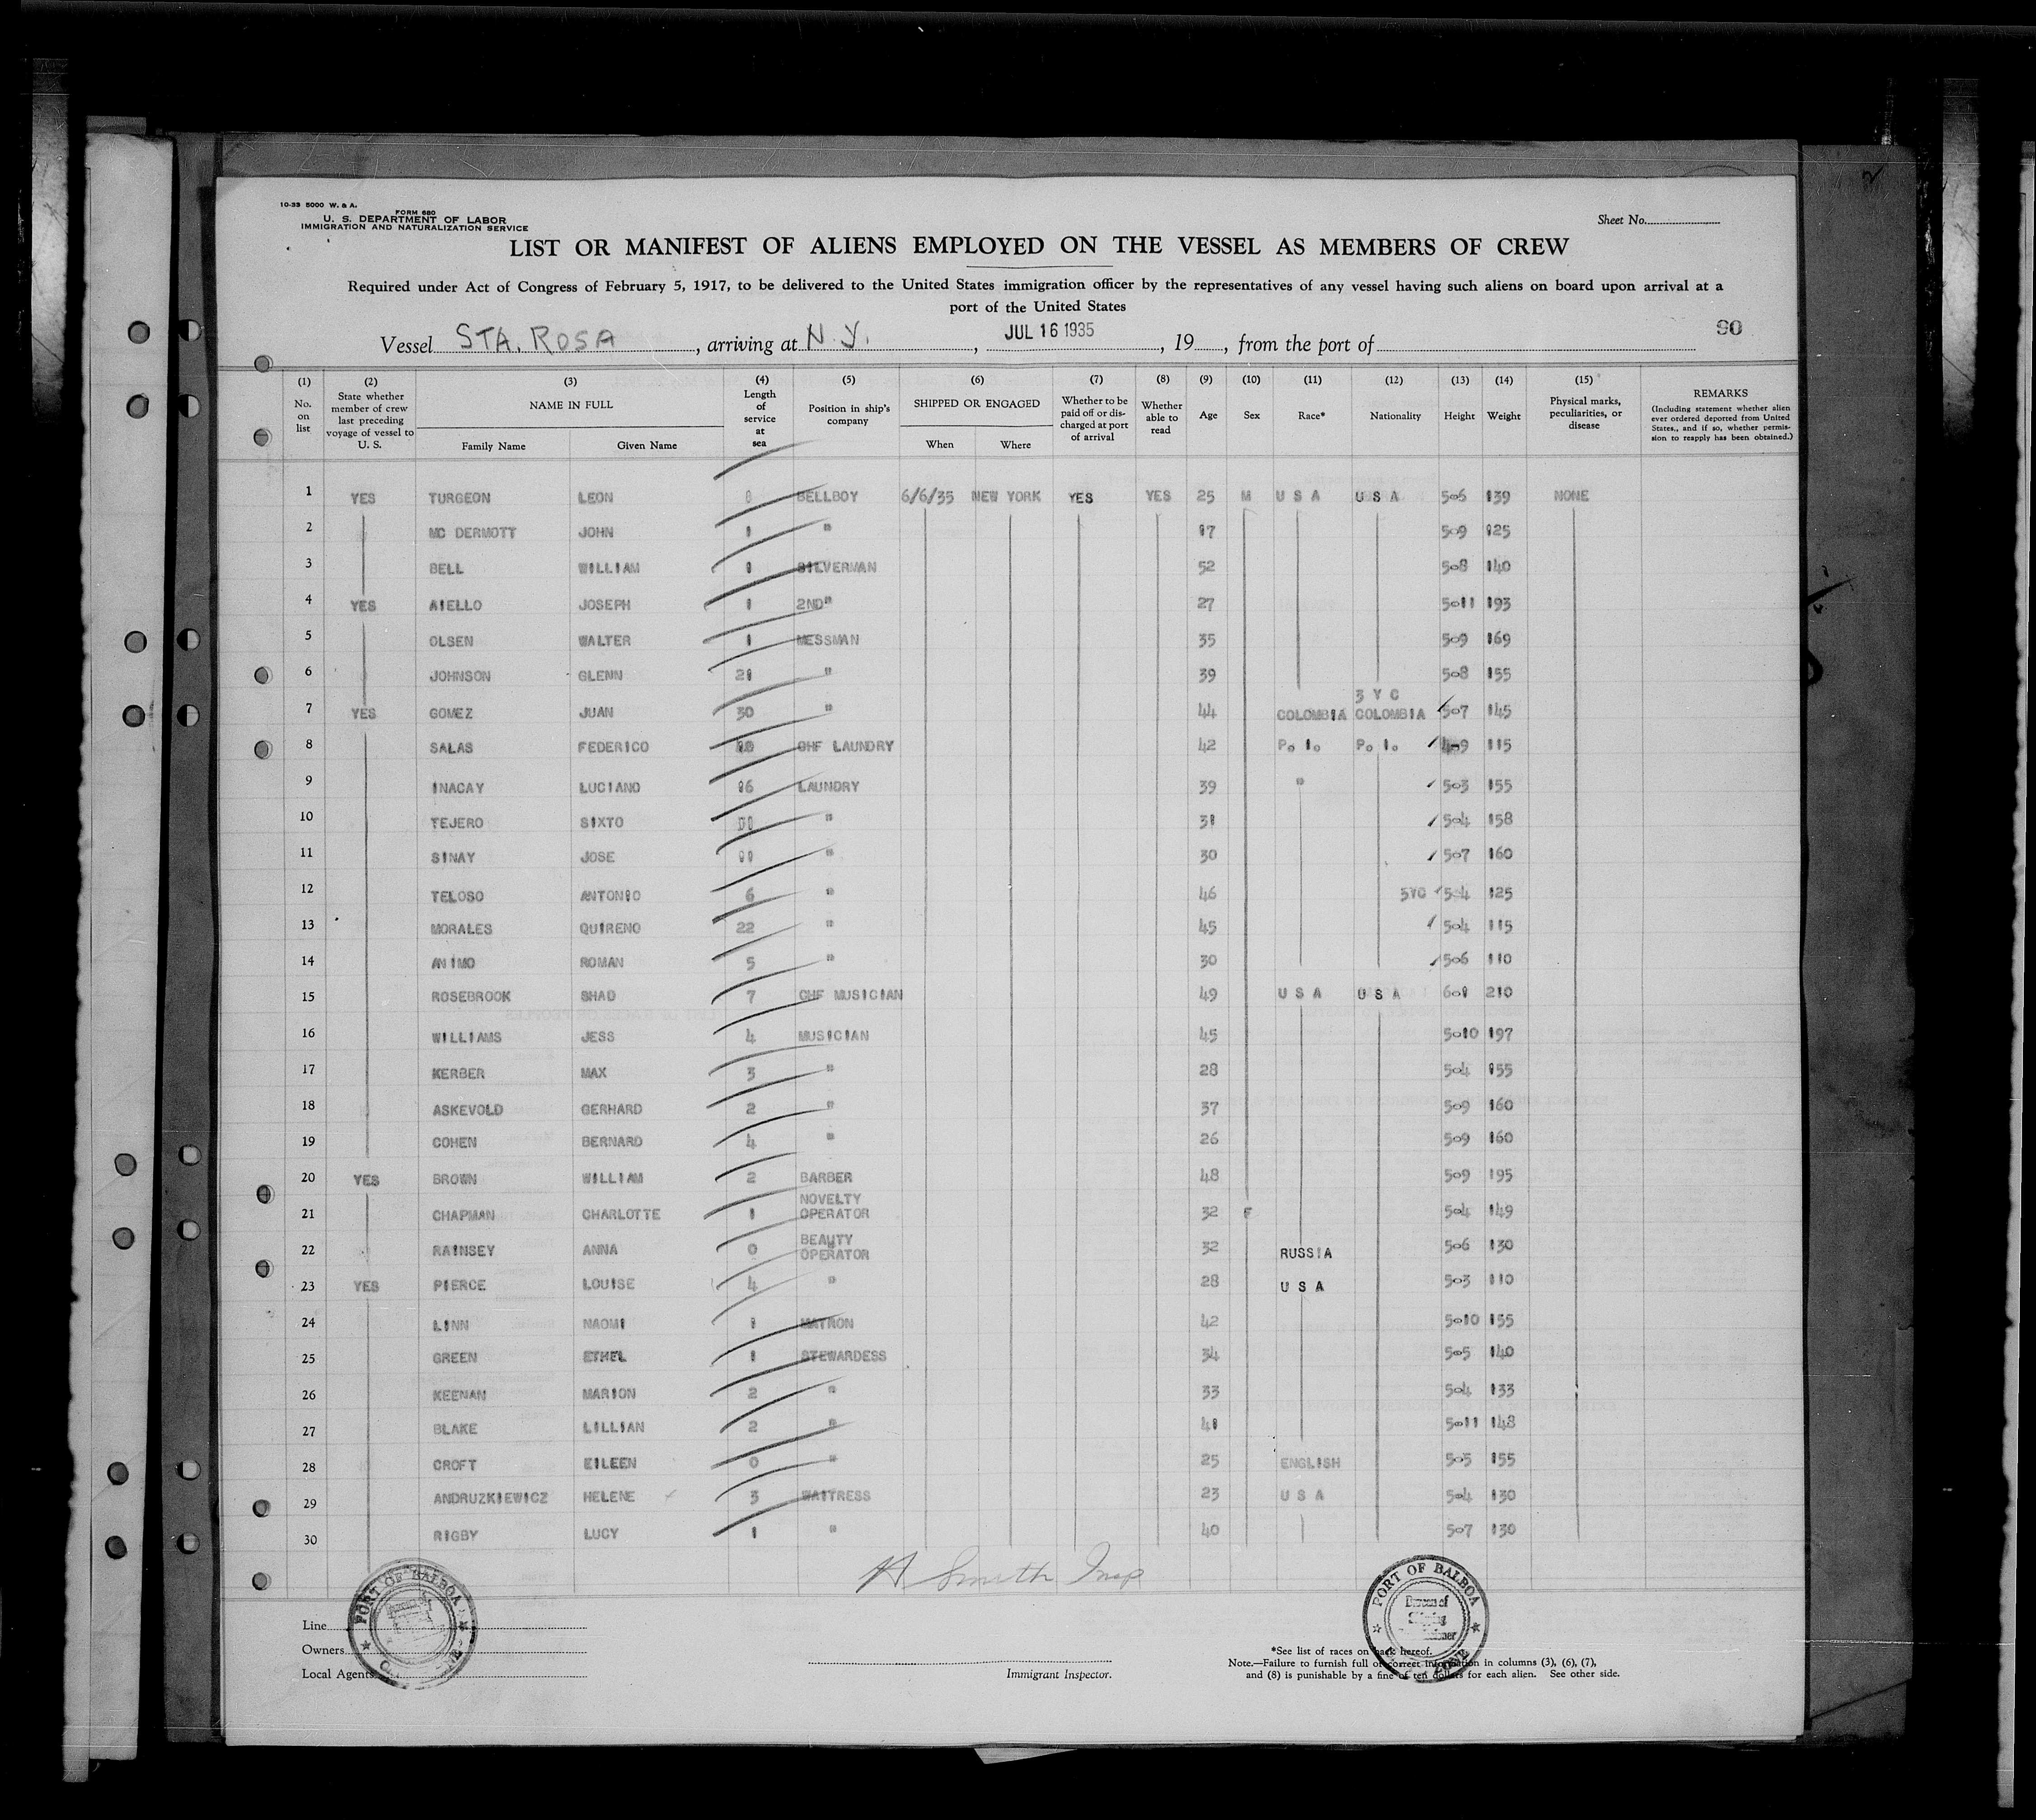 10-33 5000 W. & A.
FORM 680
U. S. DEPARTMENT OF LABOR
IMMIGRATION AND NATURALIZATION SERVICE
Sheet No.
LIST OR MANIFEST OF ALIENS EMPLOYED ON THE VESSEL AS MEMBERS OF CREW
Required under Act of Congress of February 5, 1917, to be delivered to the United States immigration officer by the representatives of any vessel having such aliens on board upon arrival at a
port of the United States
90
Vessel STA. ROSA, arriving at N.Y., JUL 16 1935, 19, from the port of
(1) No. on list
(2) State whether member of crew last preceding voyage of vessel to U. S.
(3) NAME IN FULL Family Name Given Name
(4) Length of service at sea
(5) Position in ship's company
(6) SHIPPED OR ENGAGED When Where
(7) Whether to be paid off or discharged at port of arrival
(8) Whether able to read
(9) Age
(10) Sex
(11) Race*
(12) Nationality
(13) Height
(14) Weight
(15) Physical marks, peculiarities, or disease
REMARKS (Including statement whether alien ever ordered deported from United States., and if so, whether permission to reapply has been obtained.)
1 YES TURGEON LEON BELLBOY 6/6/35 NEW YORK YES YES 25 M U S A U S A 5-6 139 NONE
2 MC DERMOTT JOHN 1 " 17 5-9 125
3 BELL WILLIAM 1 SILVERMAN 52 5-8 140
4 YES AIELLO JOSEPH 1 2ND" 27 5-11 193
5 OLSEN WALTER 1 MESSMAN 35 5-9 169
6 JOHNSON GLENN 21 " 39 5-8 155
3 Y C
7 YES GOMEZ JUAN 30 " 44 COLOMBIA COLOMBIA 5-7 145
8 SALAS FEDERICO CHF LAUNDRY 42 P.I. P.I. 4-9 115
9 INACAY LUCIANO 16 LAUNDRY 39 " 5-3 155
10 TEJERO SIXTO " 31 5-4 158
11 SINAY JOSE 11 " 30 5-7 160
12 TELOSO ANTONIO 6 " 46 5YC 5-4 125
13 MORALES QUIRENO 22 " 45 5-4 115
14 ANIMO ROMAN 5 " 30 5-6 110
15 ROSEBROOK SHAD 7 CHF MUSICIAN 49 U S A U S A 6-1 210
16 WILLIAMS JESS 4 MUSICIAN 45 5-10 197
17 KERBER MAX 3 " 28 5-4 155
18 ASKEVOLD GERHARD 2 " 37 5-9 160
19 COHEN BERNARD 4 " 26 5-9 160
20 YES BROWN WILLIAM 2 BARBER 48 5-9 195
21 CHAPMAN CHARLOTTE 1 NOVELTY OPERATOR 32 F 5-4 149
22 RAINSEY ANNA 0 BEAUTY OPERATOR 32 RUSSIA 5-6 130
23 YES PIERCE LOUISE 4 " 28 U S A 5-3 110
24 LINN NAOMI 1 MATRON 42 5-10 155
25 GREEN ETHEL 1 STEWARDESS 34 5-5 140
26 KEENAN MARION 2 " 33 5-4 133
27 BLAKE LILLIAN 2 " 41 5-11 148
28 CROFT EILEEN 0 " 25 ENGLISH 5-5 155
29 ANDRUZKIEWICZ HELENE 3 WAITRESS 23 U S A 5-4 130
30 RIGBY LUCY 1 " 40 5-7 130
H Smith Insp
PORT OF BALBOA
PORT OF BALBOA
Bureau of Shipping
Line
Owners
Local Agents
Immigrant Inspector.
*See list of races on back hereof.
Note.—Failure to furnish full or correct information in columns (3), (6), (7),
and (8) is punishable by a fine of ten dollars for each alien. See other side.